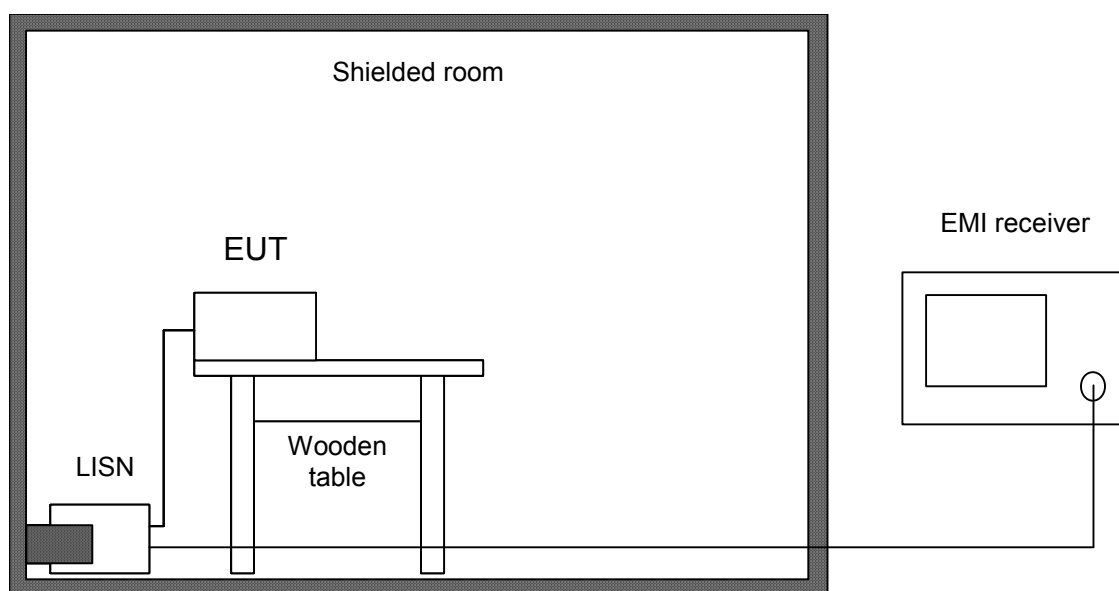 Shielded room
EMI receiver
EUT
Wooden
table
LISN